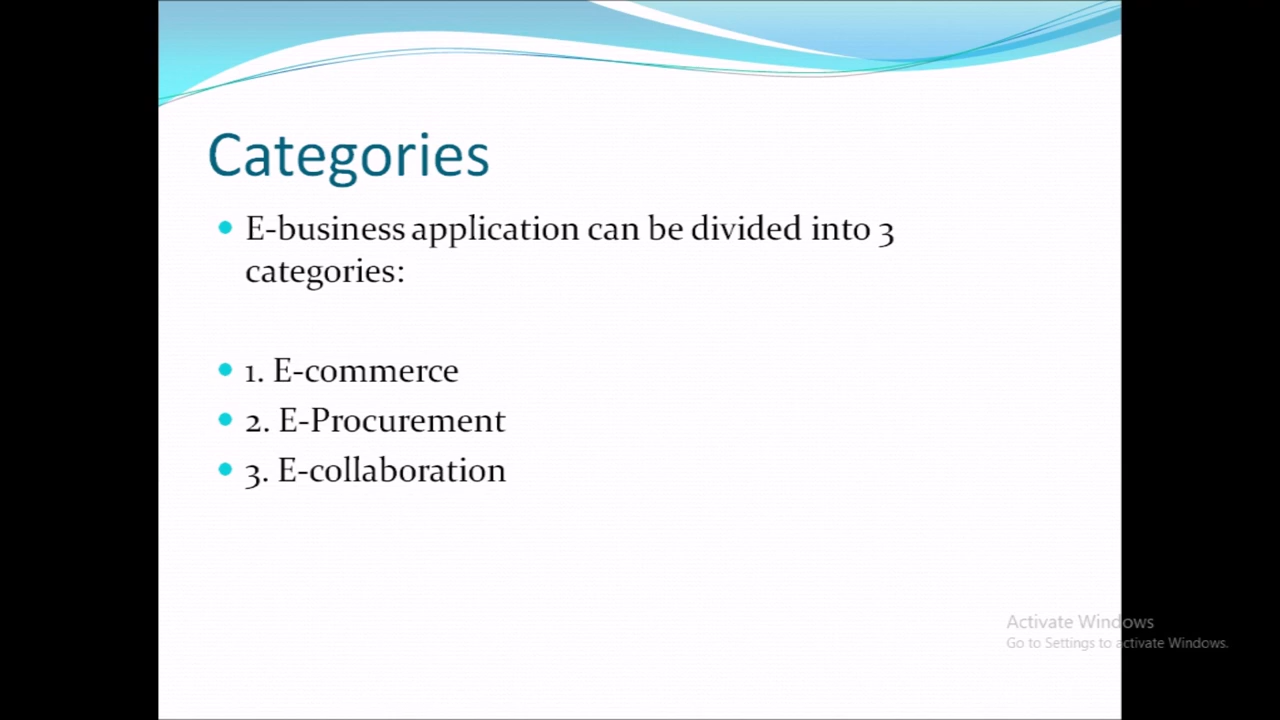 Categories
E-business application can be divided into 3
categories:
1. E-commerce
2. E-Procurement
3. E-collaboration
Activate Windows
Go to Settings to activate Windows.